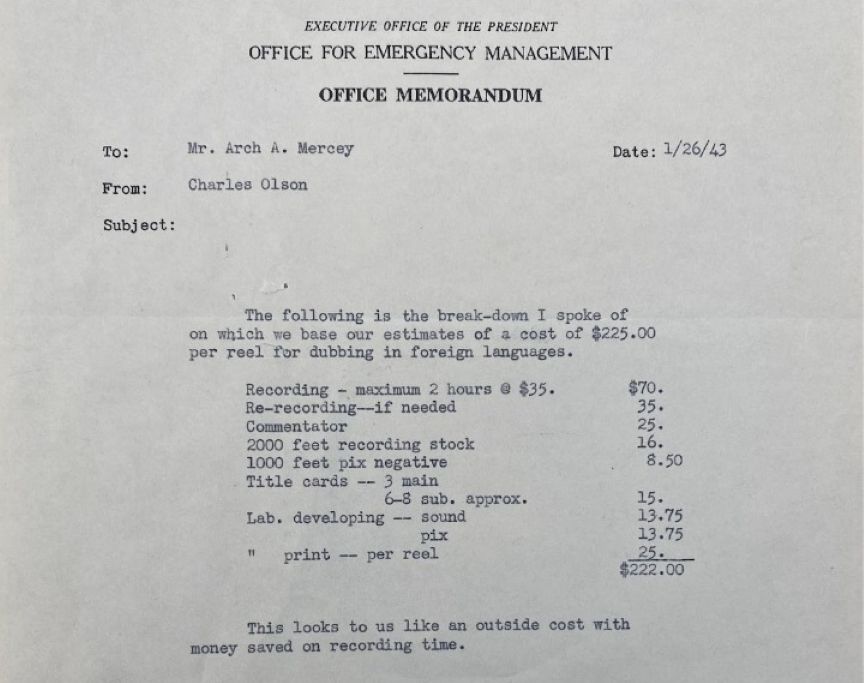 EXECUTIVE OFFICE OF THE PRESIDENT
OFFICE FOR EMERGENCY MANAGEMENT
OFFICE MEMORANDUM
To: Mr. Arch A. Mercey Date: 1/26/43
From: Charles Olson
Subject:
The following is the break-down I spoke of
on which we base our estimates of a cost of $225.00
per reel for dubbing in foreign languages.
Recording - maximum 2 hours @ $35. $70.
Re-recording--if needed 35.
Commentator 25.
2000 feet recording stock 16.
1000 feet pix negative 8.50
Title cards -- 3 main
6-8 sub. approx. 15.
Lab. developing -- sound 13.75
pix 13.75
" print -- per reel 25.
$222.00
This looks to us like an outside cost with
money saved on recording time.